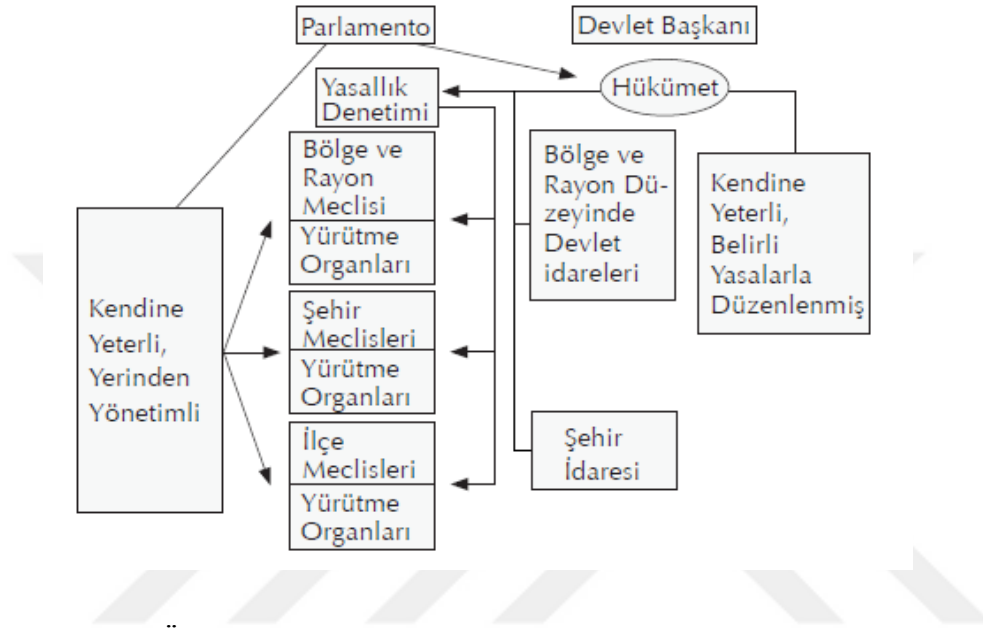 Parlamento
Devlet Başkanı
Hükümet
Yasallık
Denetimi
Bölge ve
Rayon
Meclisi
Yürütme
Organları
Bölge ve
Rayon Dü-
zeyinde
Devlet
idareleri
Kendine
Yeterli,
Belirli
Yasalarla
Düzenlenmiş
Kendine
Yeterli,
Yerinden
Yönetimli
Şehir
Meclisleri
Yürütme
Organları
İlçe
Meclisleri
Yürütme
Organları
Şehir
İdaresi